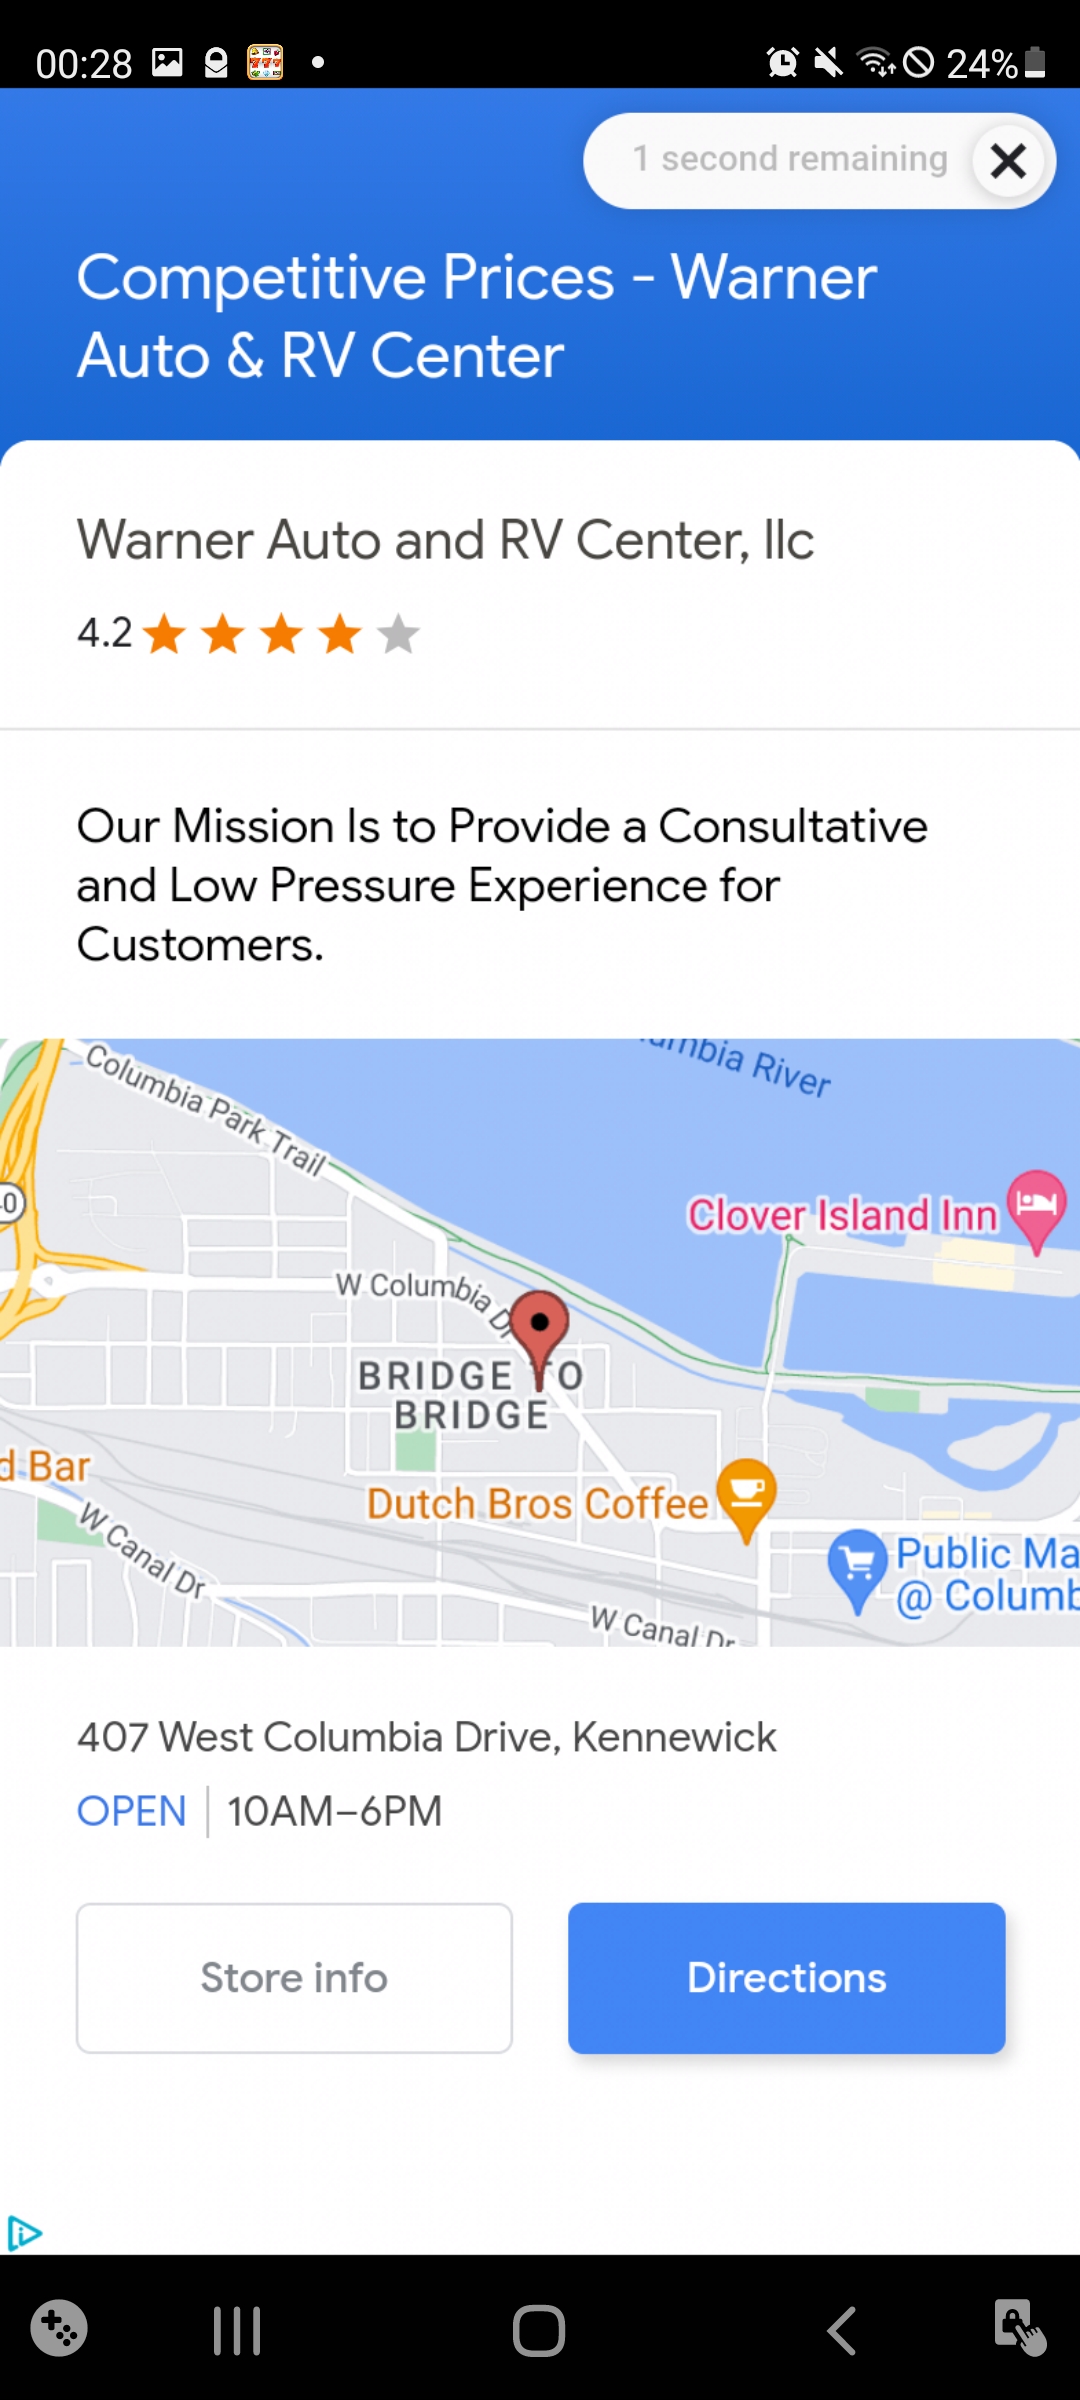 00:28 24%
1 second remaining
Competitive Prices - Warner
Auto & RV Center
Warner Auto and RV Center, llc
4.2
Our Mission Is to Provide a Consultative
and Low Pressure Experience for
Customers.
Columbia Park Trail
umbia River
Clover Island Inn
W Columbia Dr
BRIDGE TO
BRIDGE
d Bar
Dutch Bros Coffee
W Canal Dr
Public Ma
@ Columb
W Canal Dr
407 West Columbia Drive, Kennewick
OPEN | 10AM–6PM
Store info
Directions